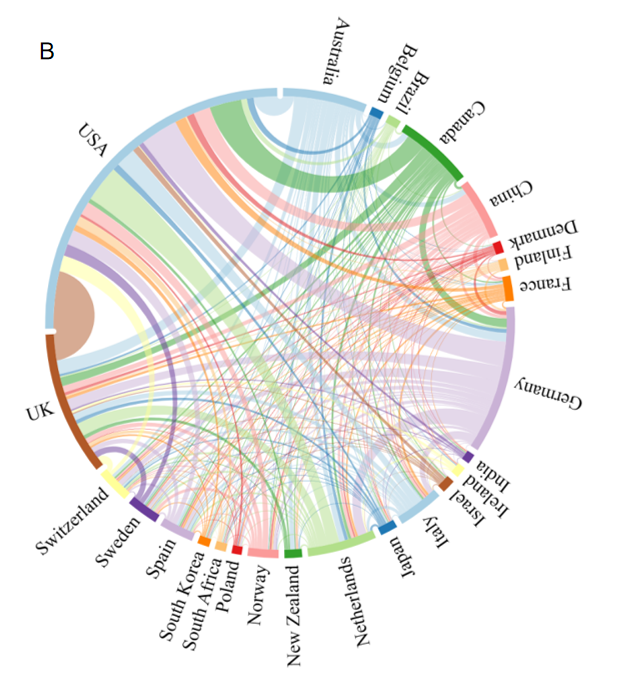 B
Australia
Belgium
Brazil
Canada
China
Denmark
Finland
France
Germany
India
Ireland
Israel
Italy
Japan
Netherlands
New Zealand
Norway
Poland
South Africa
South Korea
Spain
Sweden
Switzerland
UK
USA